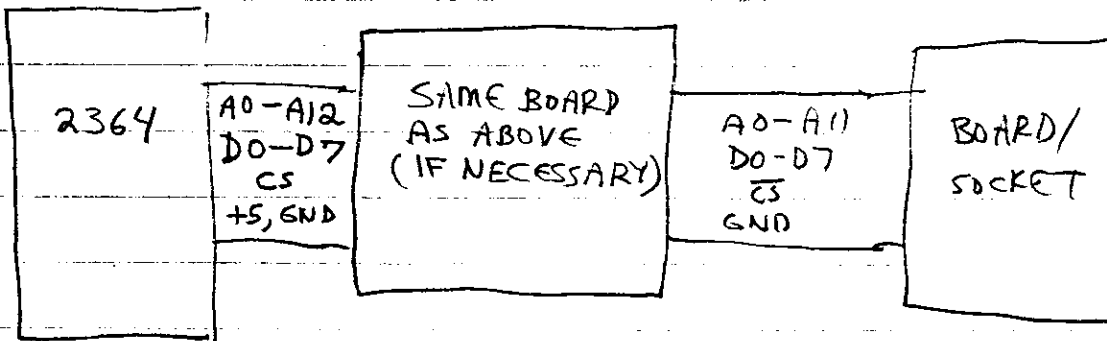 2364
A0-A12
D0-D7
CS
+5, GND
SAME BOARD
AS ABOVE
(IF NECESSARY)
A0-A11
D0-D7
C̅S̅
GND
BOARD/
SOCKET